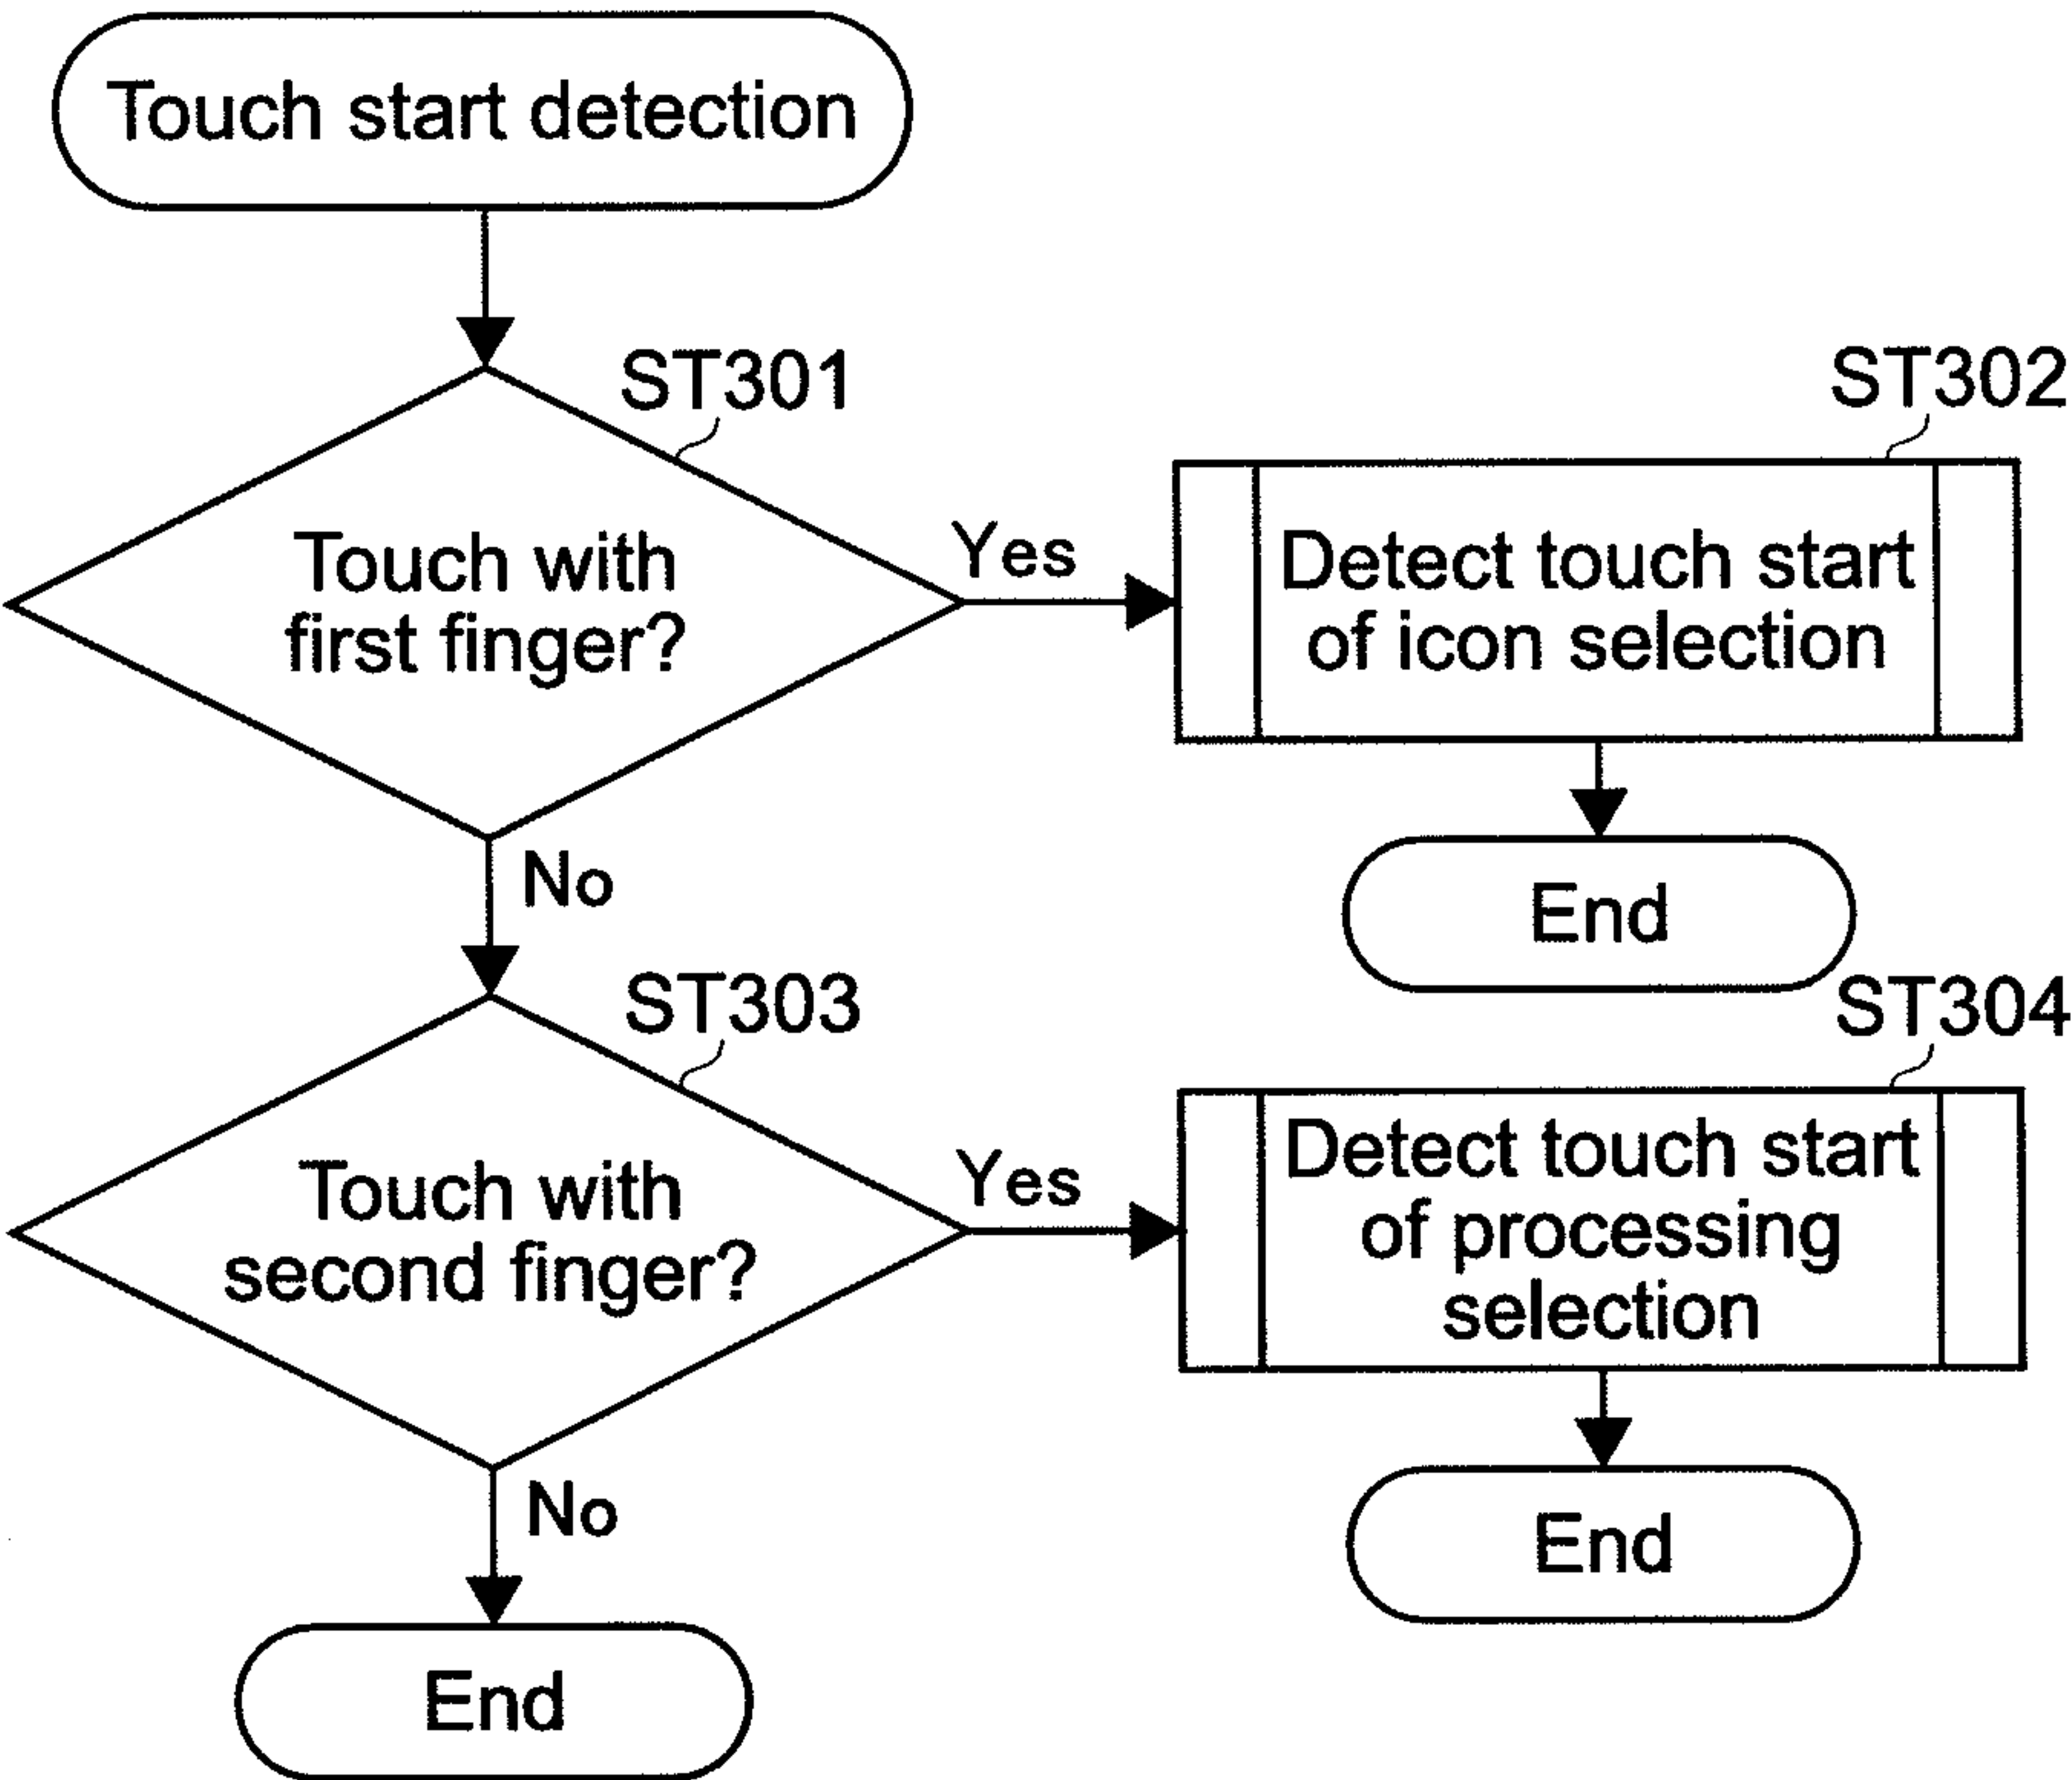 Touch start detection
ST301
Touch with
first finger?
Yes
ST302
Detect touch start
of icon selection
End
No
ST303
Touch with
second finger?
Yes
ST304
Detect touch start
of processing
selection
End
No
End